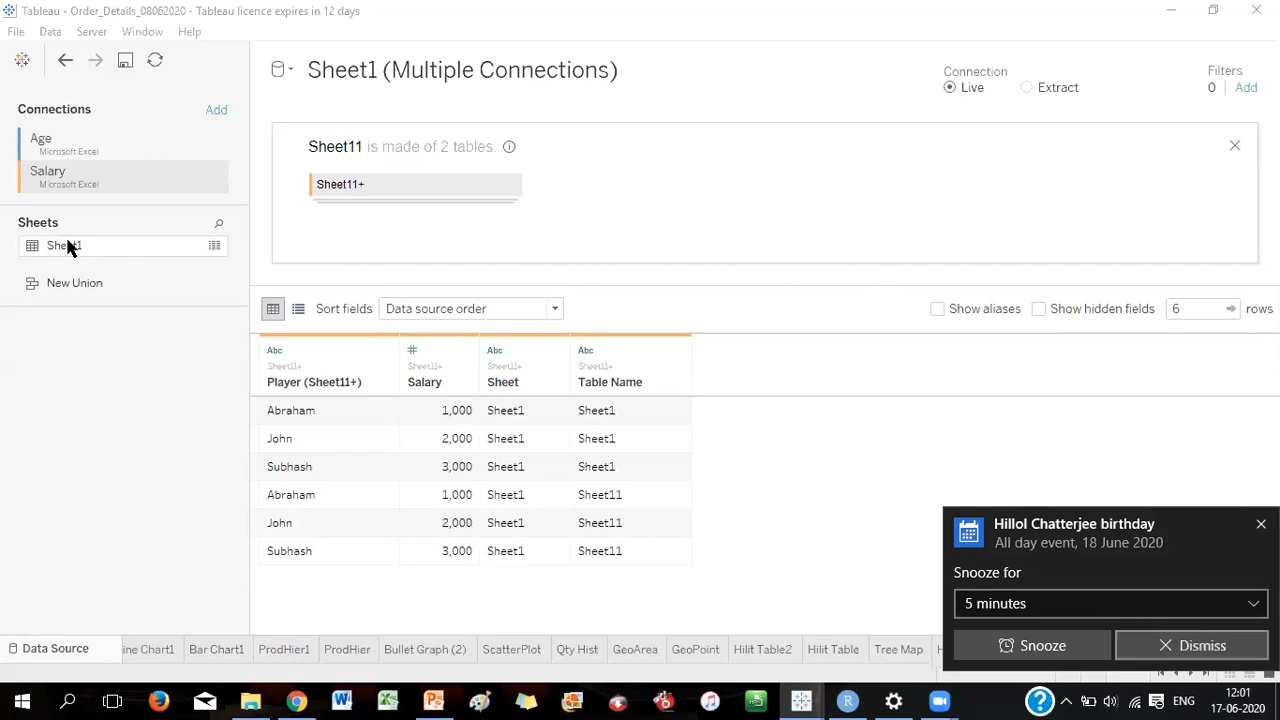 Tableau - Order_Details_08062020 - Tableau licence expires in 12 days
File Data Server Window Help
Connections Add
Age
Microsoft Excel
Salary
Microsoft Excel
Sheets
Sheet1
New Union
Sheet1 (Multiple Connections)
Connection
Live Extract
Filters
0 Add
Sheet11 is made of 2 tables.
Sheet11+
Sort fields Data source order Show aliases Show hidden fields 6 rows
Abc # Abc Abc
Sheet11+ Sheet11+ Sheet11+ Sheet11+
Player (Sheet11+) Salary Sheet Table Name
Abraham 1,000 Sheet1 Sheet1
John 2,000 Sheet1 Sheet1
Subhash 3,000 Sheet1 Sheet1
Abraham 1,000 Sheet1 Sheet11
John 2,000 Sheet1 Sheet11
Subhash 3,000 Sheet1 Sheet11
Hillol Chatterjee birthday
All day event, 18 June 2020
Snooze for
5 minutes
Snooze Dismiss
Data Source ine Chart1 Bar Chart1 ProdHier1 ProdHier Bullet Graph (2) ScatterPlot Qty Hist GeoArea GeoPoint Hilit Table2 Hilit Table Tree Map H
ENG 12:01
17-06-2020